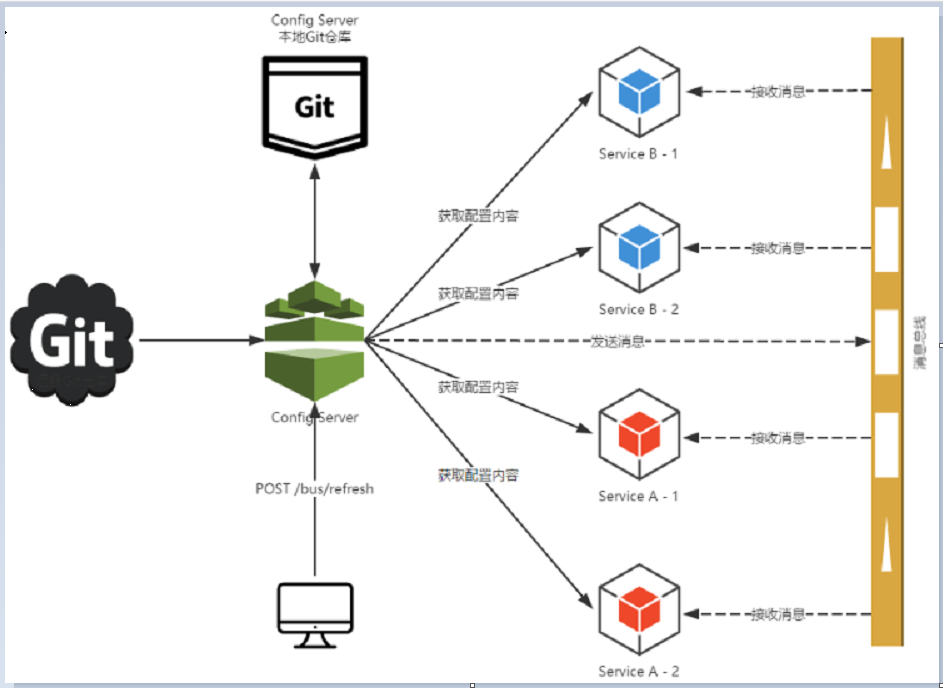 Config Server
本地Git仓库
Git
Service B - 1
接收消息
获取配置内容
Service B - 2
接收消息
获取配置内容
Git
发送消息
消息总线
Config Server
获取配置内容
Service A - 1
接收消息
获取配置内容
POST /bus/refresh
Service A - 2
接收消息